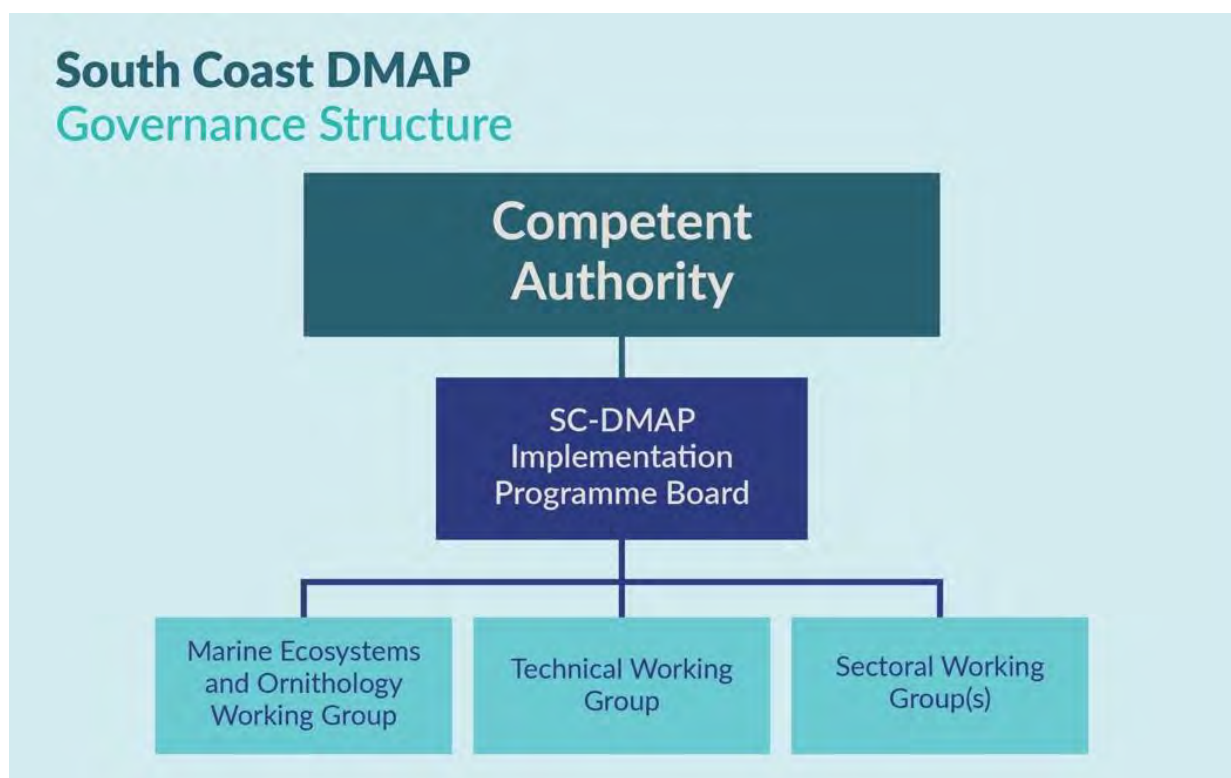 South Coast DMAP
Governance Structure
Competent
Authority
SC-DMAP
Implementation
Programme Board
Marine Ecosystems
and Ornithology
Working Group
Technical Working
Group
Sectoral Working
Group(s)